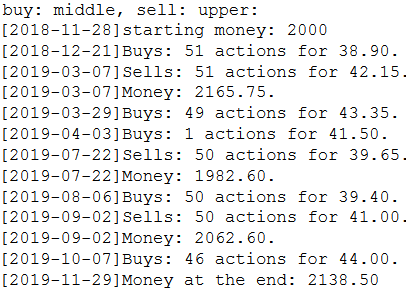 buy: middle, sell: upper:
[2018-11-28]starting money: 2000
[2018-12-21]Buys: 51 actions for 38.90.
[2019-03-07]Sells: 51 actions for 42.15.
[2019-03-07]Money: 2165.75.
[2019-03-29]Buys: 49 actions for 43.35.
[2019-04-03]Buys: 1 actions for 41.50.
[2019-07-22]Sells: 50 actions for 39.65.
[2019-07-22]Money: 1982.60.
[2019-08-06]Buys: 50 actions for 39.40.
[2019-09-02]Sells: 50 actions for 41.00.
[2019-09-02]Money: 2062.60.
[2019-10-07]Buys: 46 actions for 44.00.
[2019-11-29]Money at the end: 2138.50